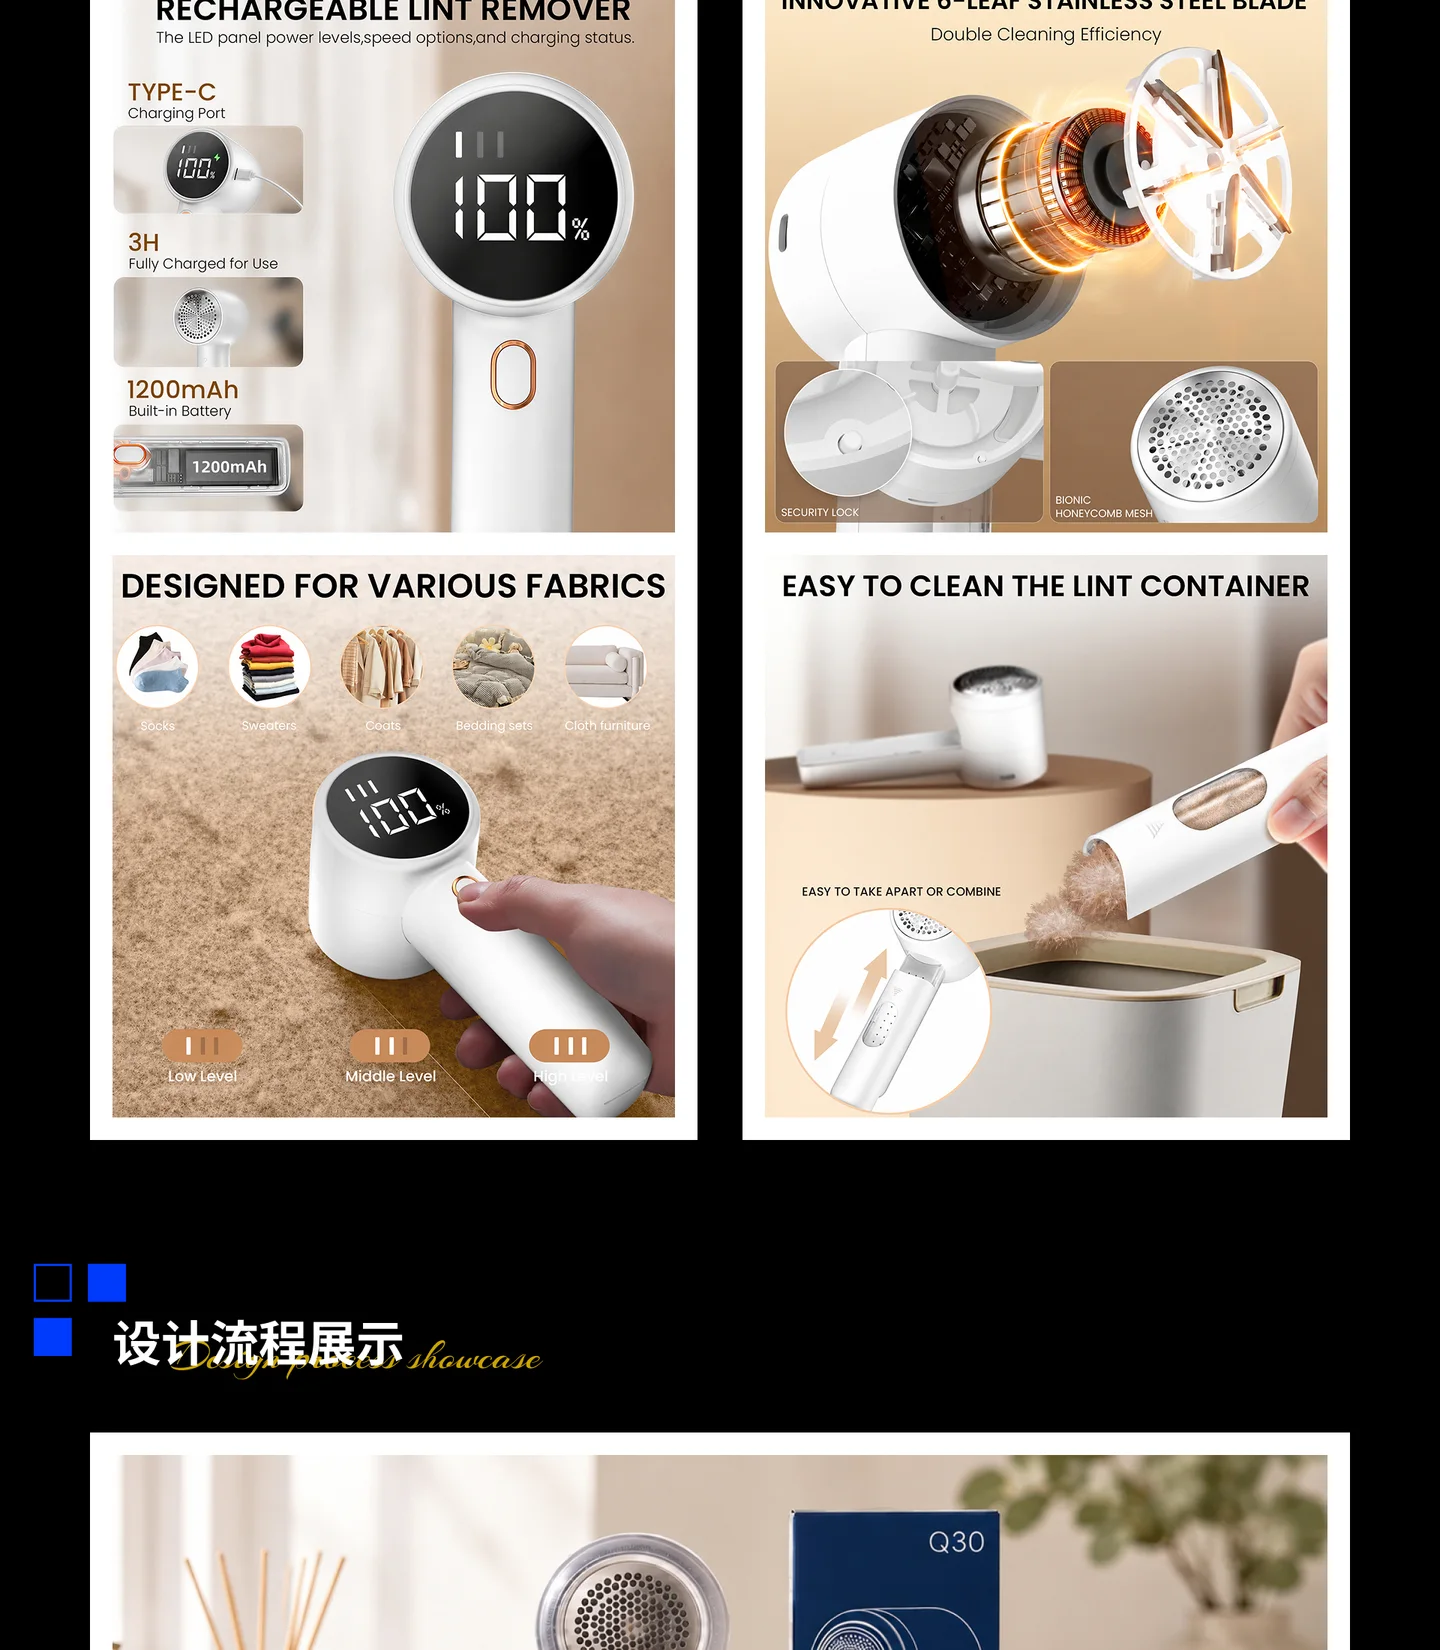 RECHARGEABLE LINT REMOVER
The LED panel power levels,speed options,and charging status.
TYPE-C
Charging Port
100%
3H
Fully Charged for Use
1200mAh
Built-in Battery
1200mAh
100%
INNOVATIVE 6-LEAF STAINLESS STEEL BLADE
Double Cleaning Efficiency
SECURITY LOCK
BIONIC
HONEYCOMB MESH
DESIGNED FOR VARIOUS FABRICS
Socks
Sweaters
Coats
Bedding sets
Cloth furniture
100%
Low Level
Middle Level
High Level
EASY TO CLEAN THE LINT CONTAINER
EASY TO TAKE APART OR COMBINE
设计流程展示
Design process showcase
Q30